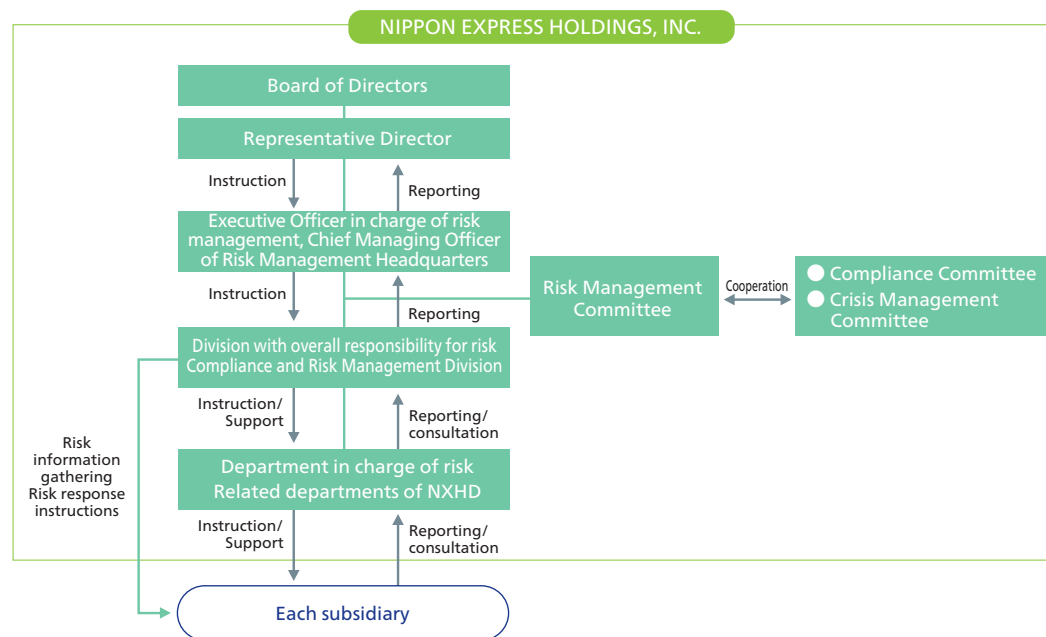 NIPPON EXPRESS HOLDINGS, INC.
Board of Directors
Representative Director
Instruction
Reporting
Executive Officer in charge of risk
management, Chief Managing Officer
of Risk Management Headquarters
Instruction
Reporting
Risk Management
Committee
Cooperation
Compliance Committee
Crisis Management
Committee
Division with overall responsibility for risk
Compliance and Risk Management Division
Instruction/
Support
Reporting/
consultation
Risk
information
gathering
Risk response
instructions
Department in charge of risk
Related departments of NXHD
Instruction/
Support
Reporting/
consultation
Each subsidiary